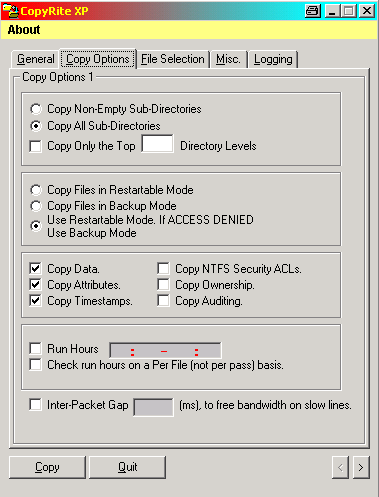 CopyRite XP
About
General Copy Options File Selection Misc. Logging
Copy Options 1
Copy Non-Empty Sub-Directories
Copy All Sub-Directories
Copy Only the Top Directory Levels
Copy Files in Restartable Mode
Copy Files in Backup Mode
Use Restartable Mode. If ACCESS DENIED
Use Backup Mode
Copy Data. Copy NTFS Security ACLs.
Copy Attributes. Copy Ownership.
Copy Timestamps. Copy Auditing.
Run Hours : - :
Check run hours on a Per File (not per pass) basis.
Inter-Packet Gap (ms), to free bandwidth on slow lines.
Copy Quit < >